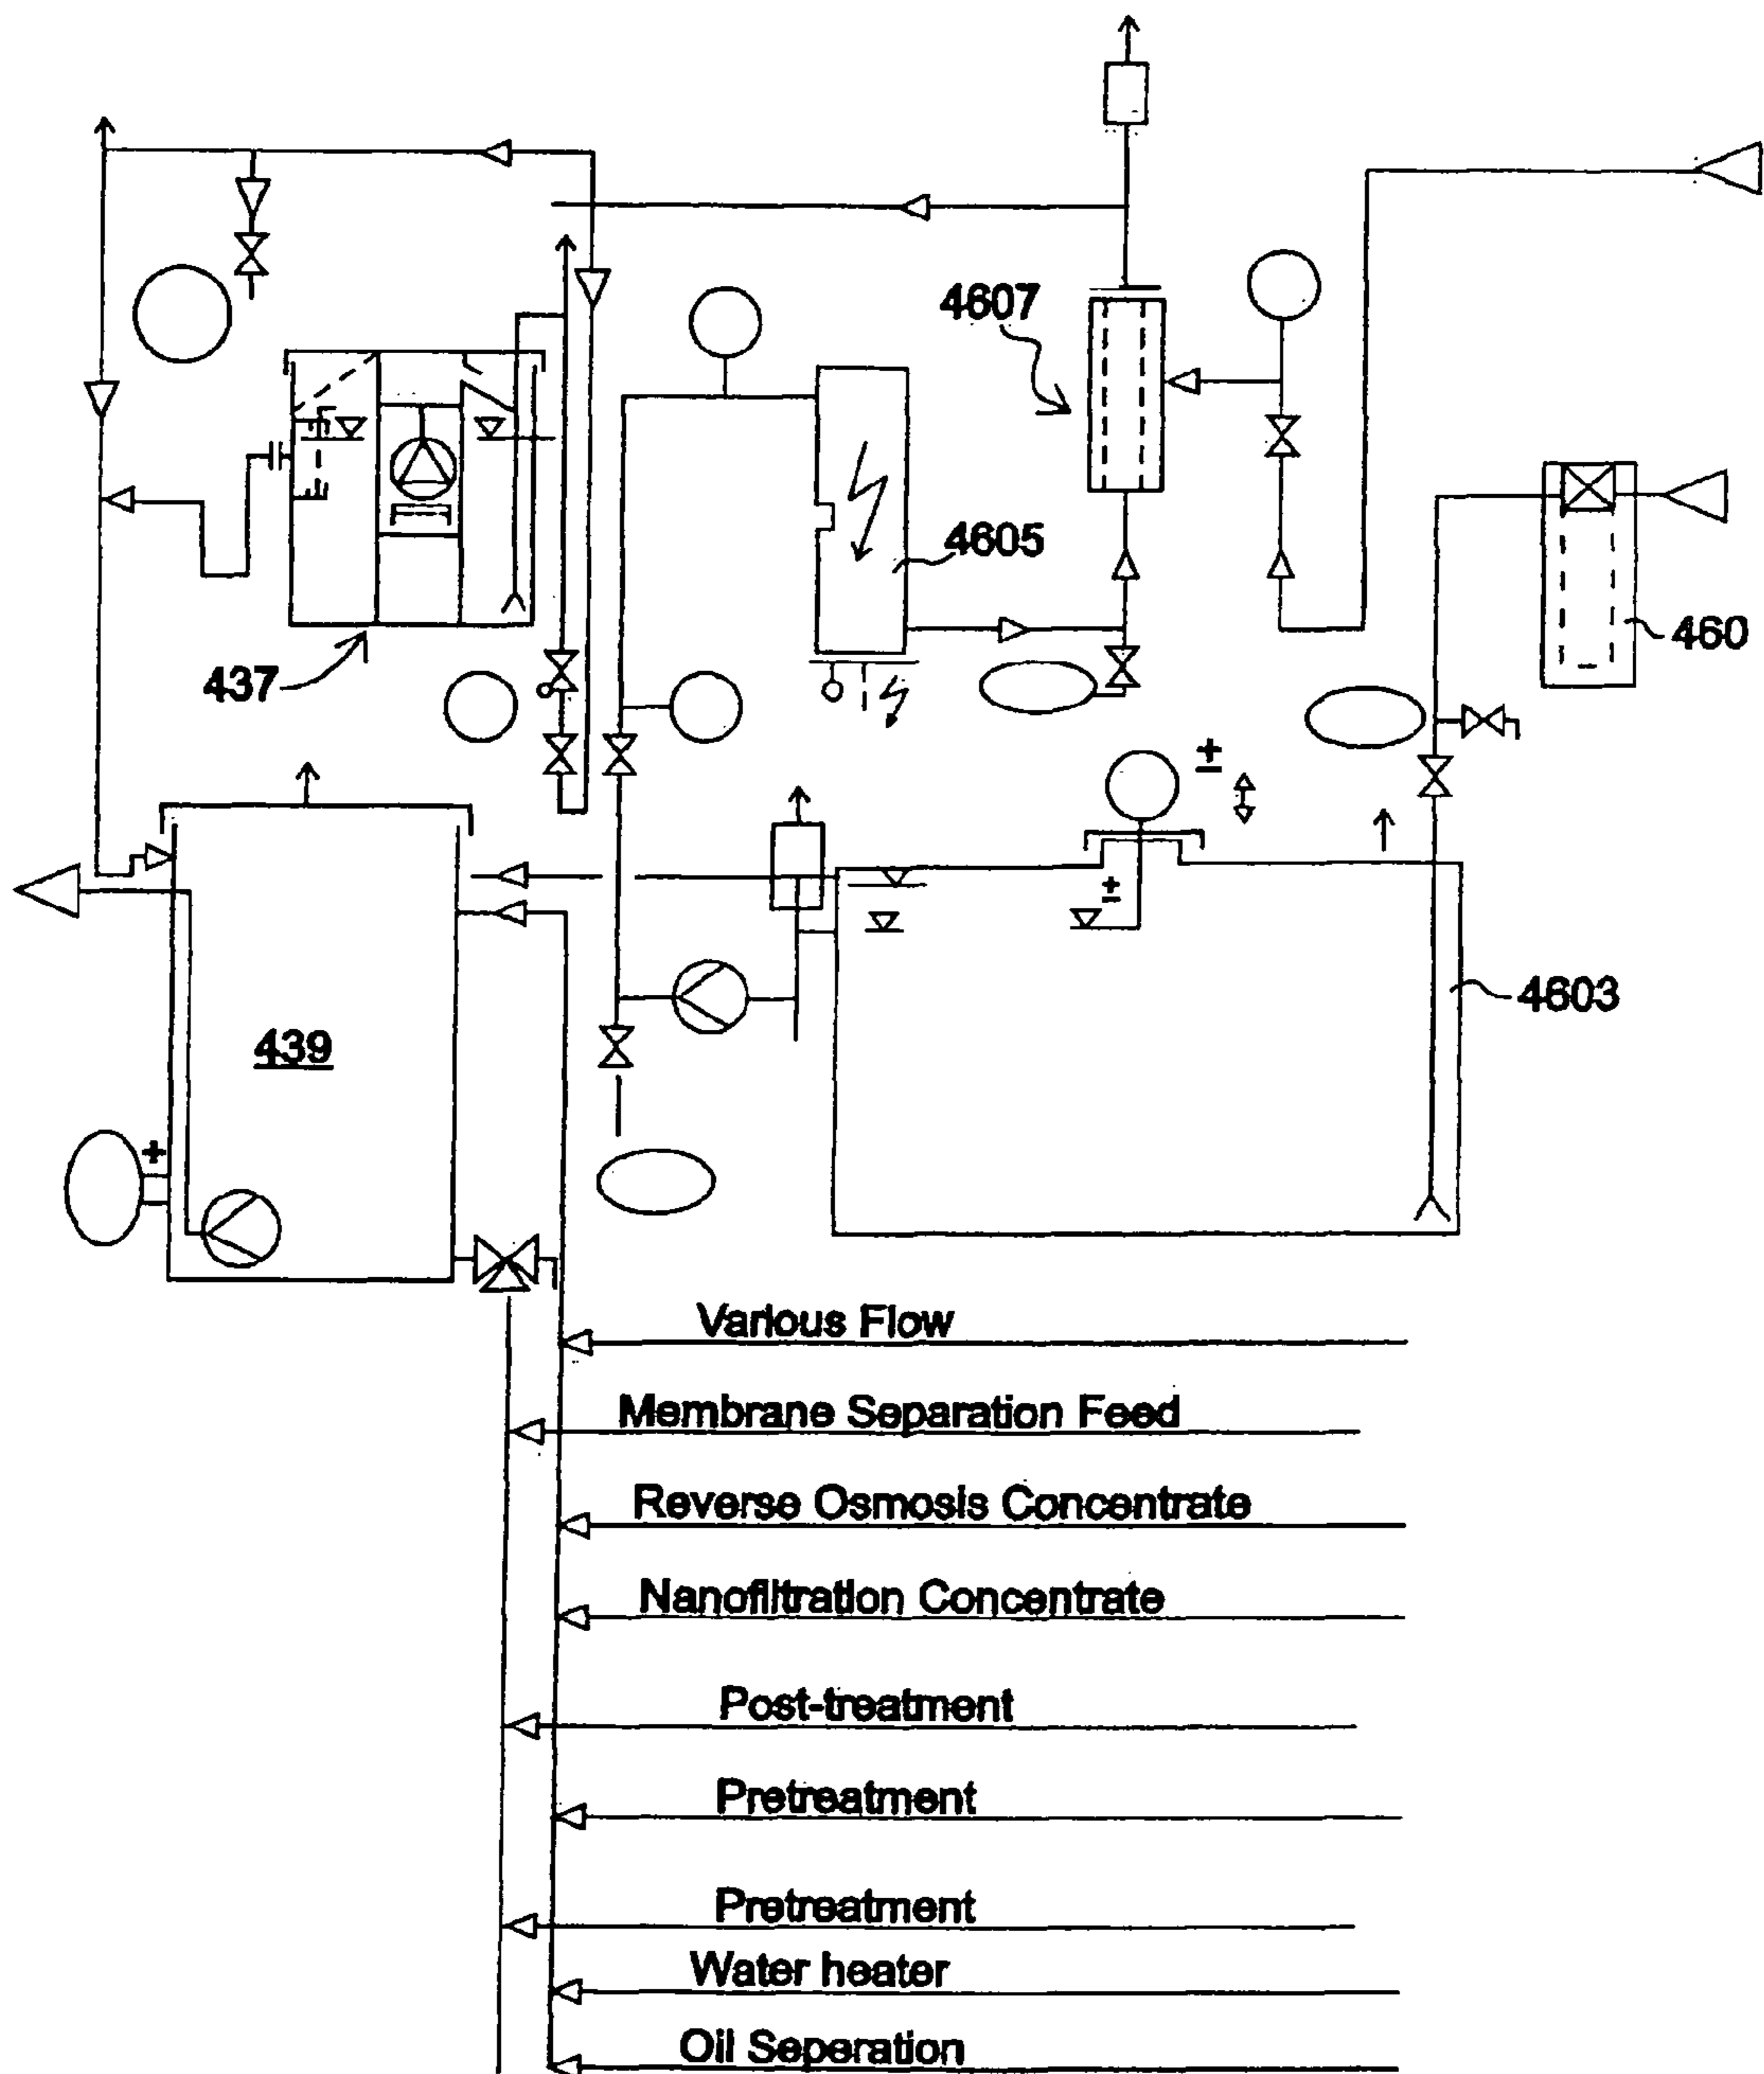 4607
4605
460
437
±
±
4603
439
+
Various Flow
Membrane Separation Feed
Reverse Osmosis Concentrate
Nanofiltration Concentrate
Post-treatment
Pretreatment
Pretreatment
Water heater
Oil Seperation